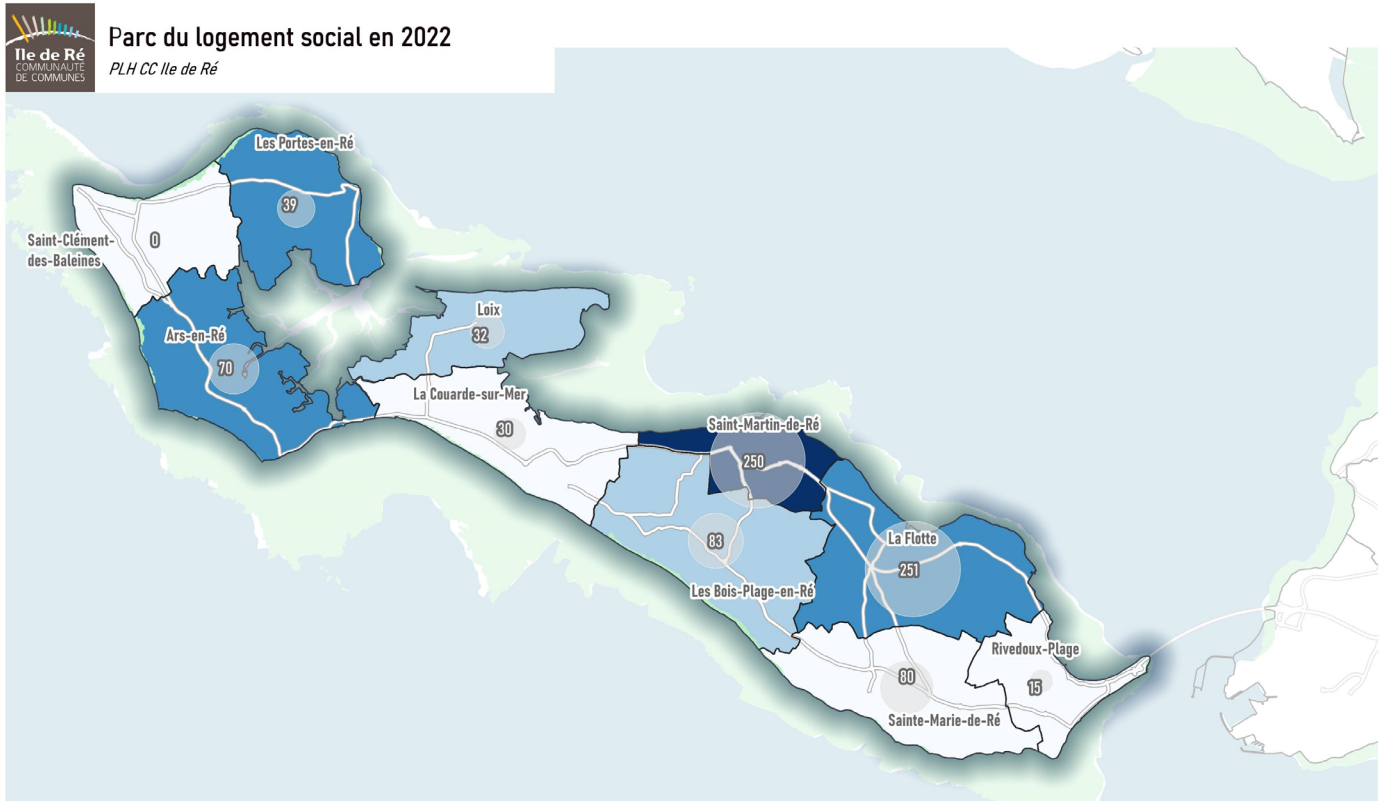 Ile de Ré
COMMUNAUTÉ
DE COMMUNES
Parc du logement social en 2022
PLH CC Ile de Ré
Les Portes-en-Ré
39
Saint-Clément-
des-Baleines
0
Loix
32
Ars-en-Ré
70
La Couarde-sur-Mer
30
Saint-Martin-de-Ré
250
83
La Flotte
251
Les Bois-Plage-en-Ré
Rivedoux-Plage
15
80
Sainte-Marie-de-Ré